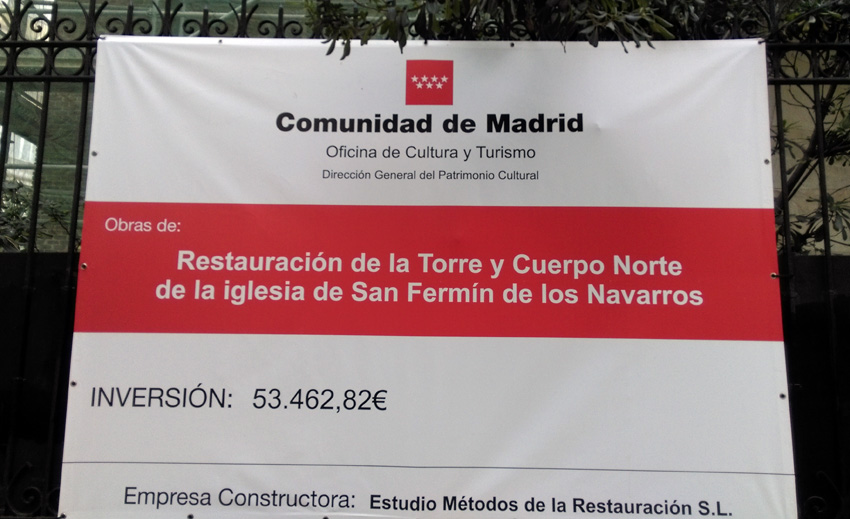 Comunidad de Madrid
Oficina de Cultura y Turismo
Dirección General del Patrimonio Cultural
Obras de:
Restauración de la Torre y Cuerpo Norte
de la iglesia de San Fermín de los Navarros
INVERSIÓN: 53.462,82€
Empresa Constructora: Estudio Métodos de la Restauración S.L.